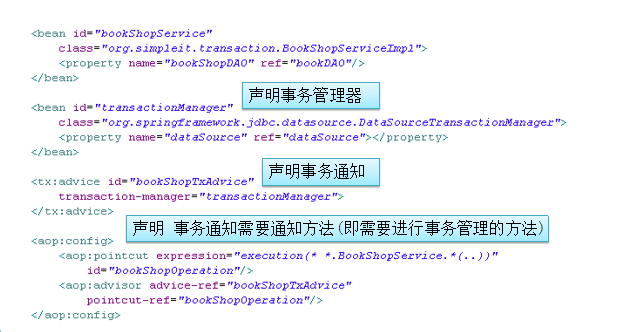 <bean id="bookShopService"
class="org.simpleit.transaction.BookShopServiceImpl">
<property name="bookShopDAO" ref="bookDAO"/>
</bean>
声明事务管理器
<bean id="transactionManager"
class="org.springframework.jdbc.datasource.DataSourceTransactionManager">
<property name="dataSource" ref="dataSource"></property>
</bean>
声明事务通知
<tx:advice id="bookShopTxAdvice"
transaction-manager="transactionManager">
</tx:advice>
声明 事务通知需要通知方法(即需要进行事务管理的方法)
<aop:config>
<aop:pointcut expression="execution(* *.BookShopService.*(..))"
id="bookShopOperation"/>
<aop:advisor advice-ref="bookShopTxAdvice"
pointcut-ref="bookShopOperation"/>
</aop:config>